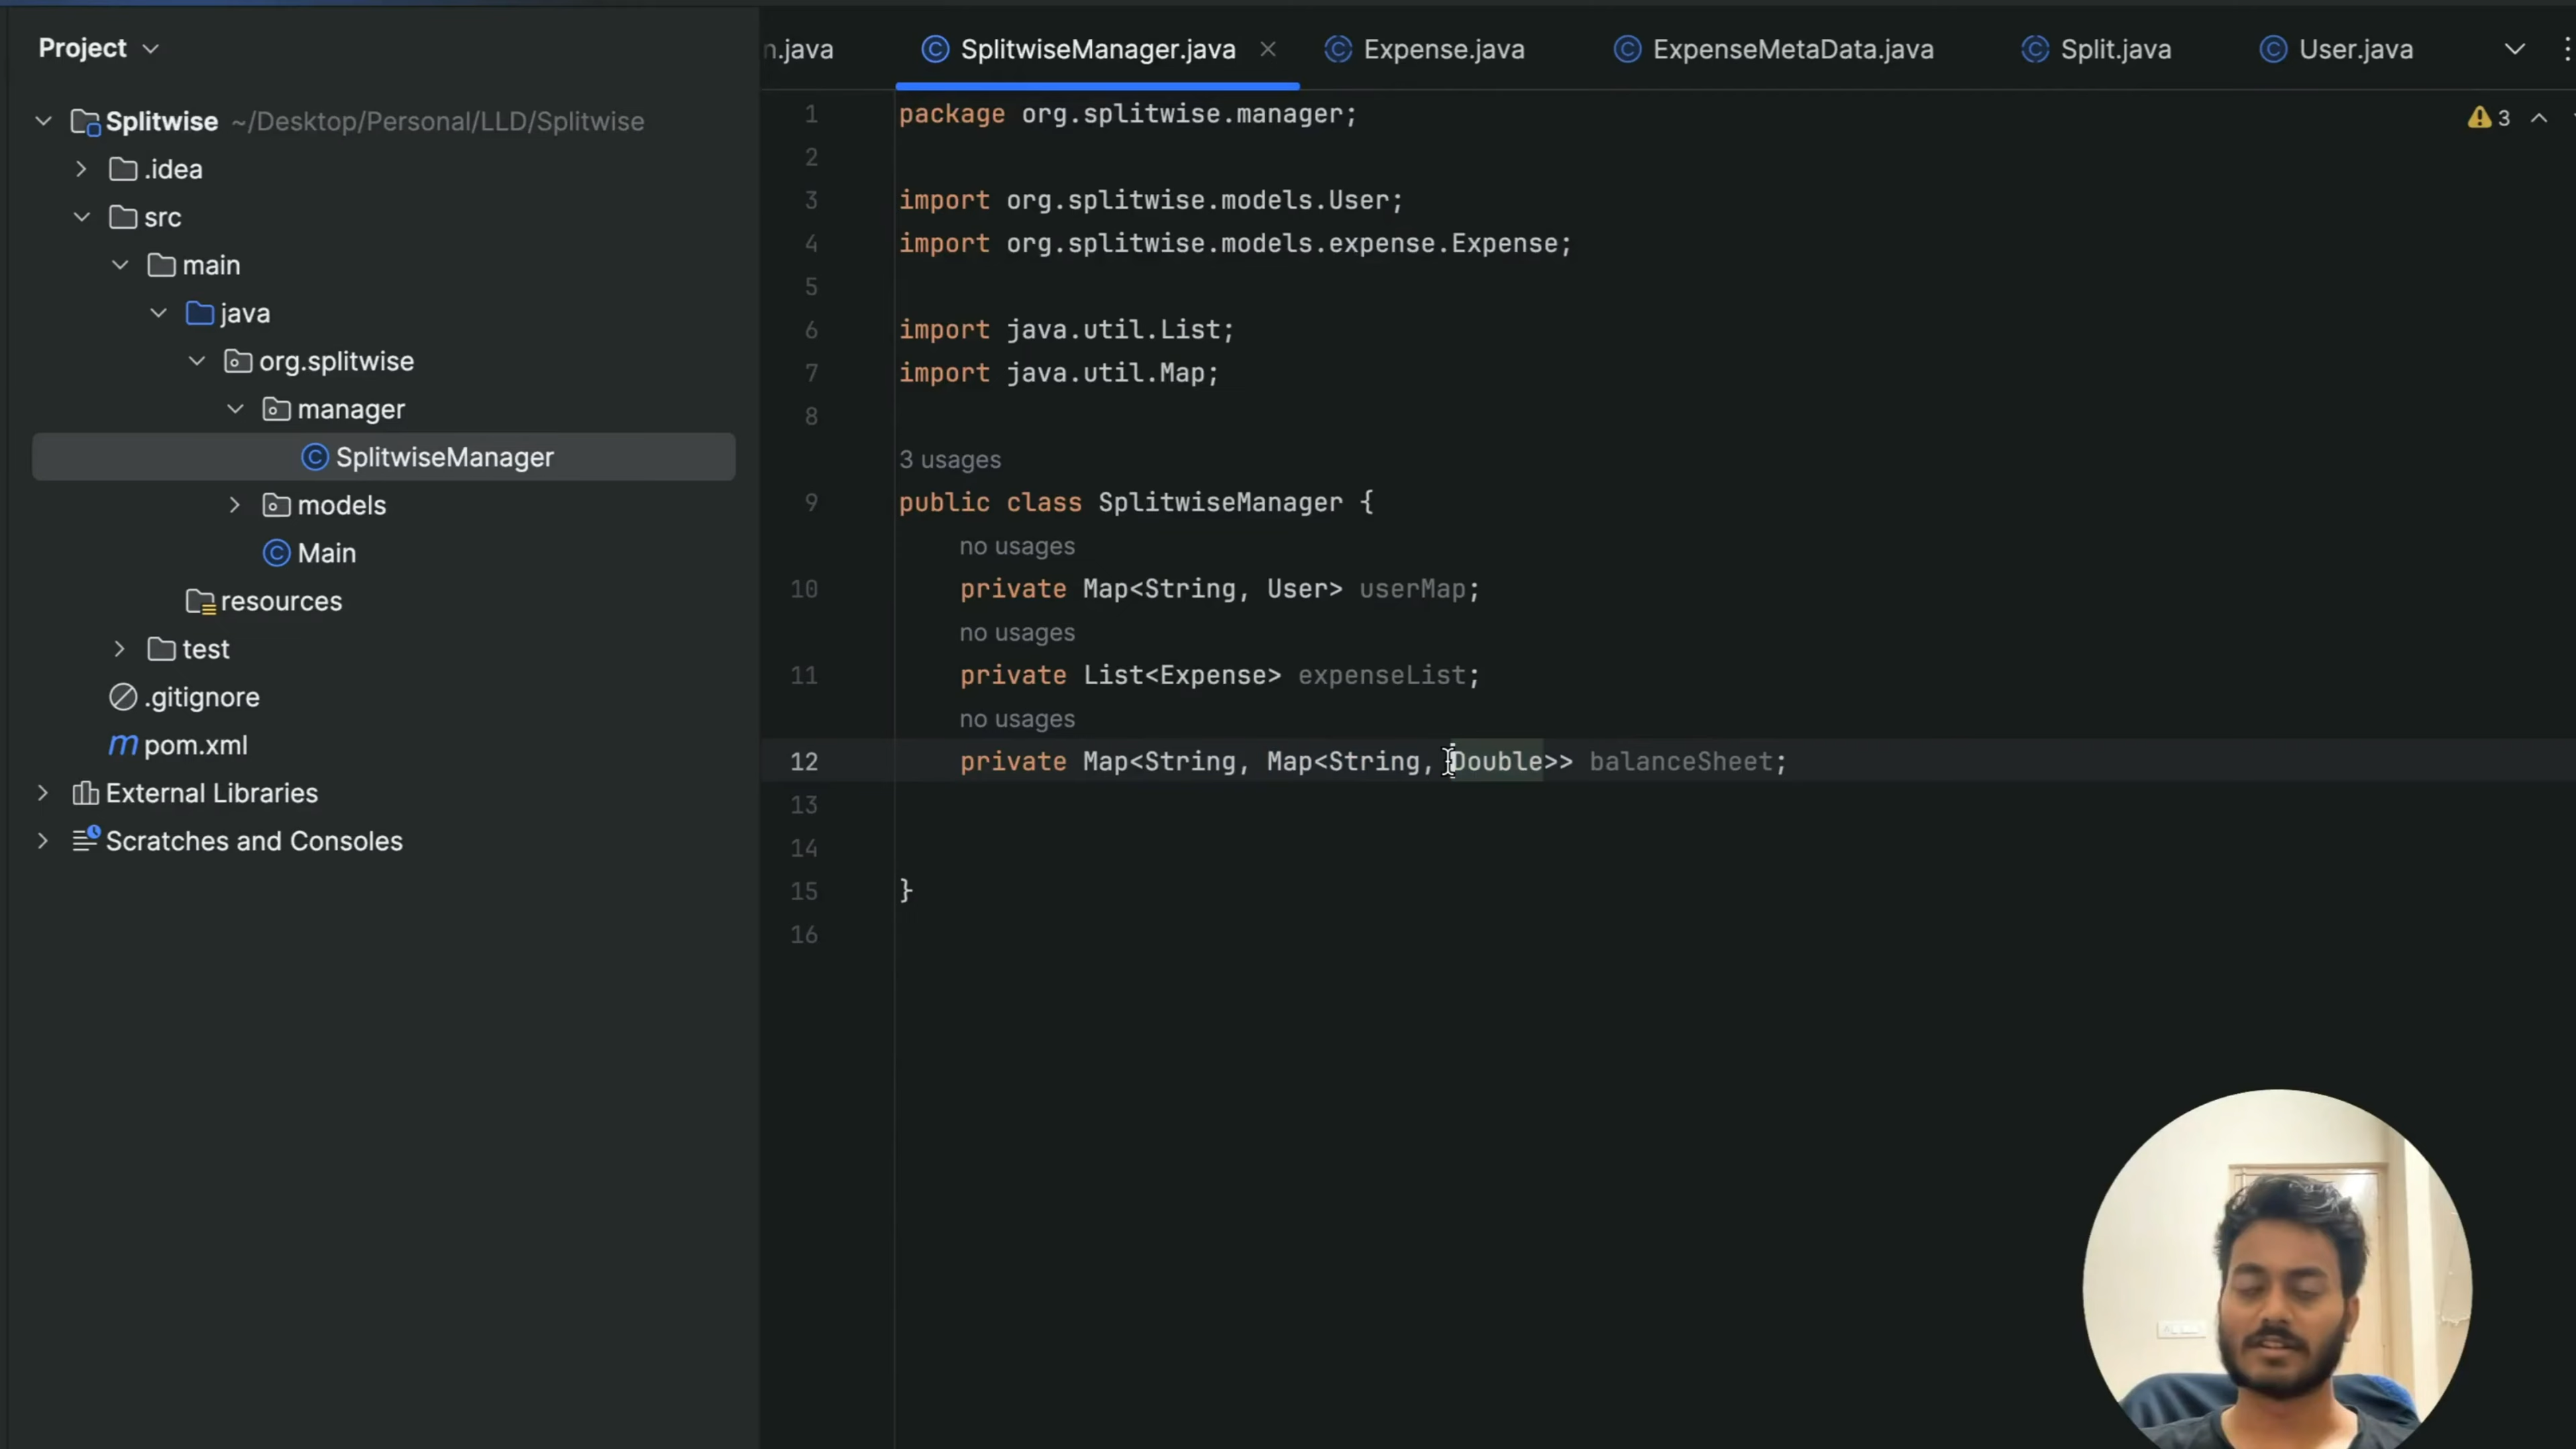 Project
Splitwise ~/Desktop/Personal/LLD/Splitwise
.idea
src
main
java
org.splitwise
manager
SplitwiseManager
models
Main
resources
test
.gitignore
pom.xml
External Libraries
Scratches and Consoles
n.java SplitwiseManager.java Expense.java ExpenseMetaData.java Split.java User.java
3
1 package org.splitwise.manager;
2
3 import org.splitwise.models.User;
4 import org.splitwise.models.expense.Expense;
5
6 import java.util.List;
7 import java.util.Map;
8
3 usages
9 public class SplitwiseManager {
no usages
10 private Map<String, User> userMap;
no usages
11 private List<Expense> expenseList;
no usages
12 private Map<String, Map<String, Double>> balanceSheet;
13
14
15 }
16